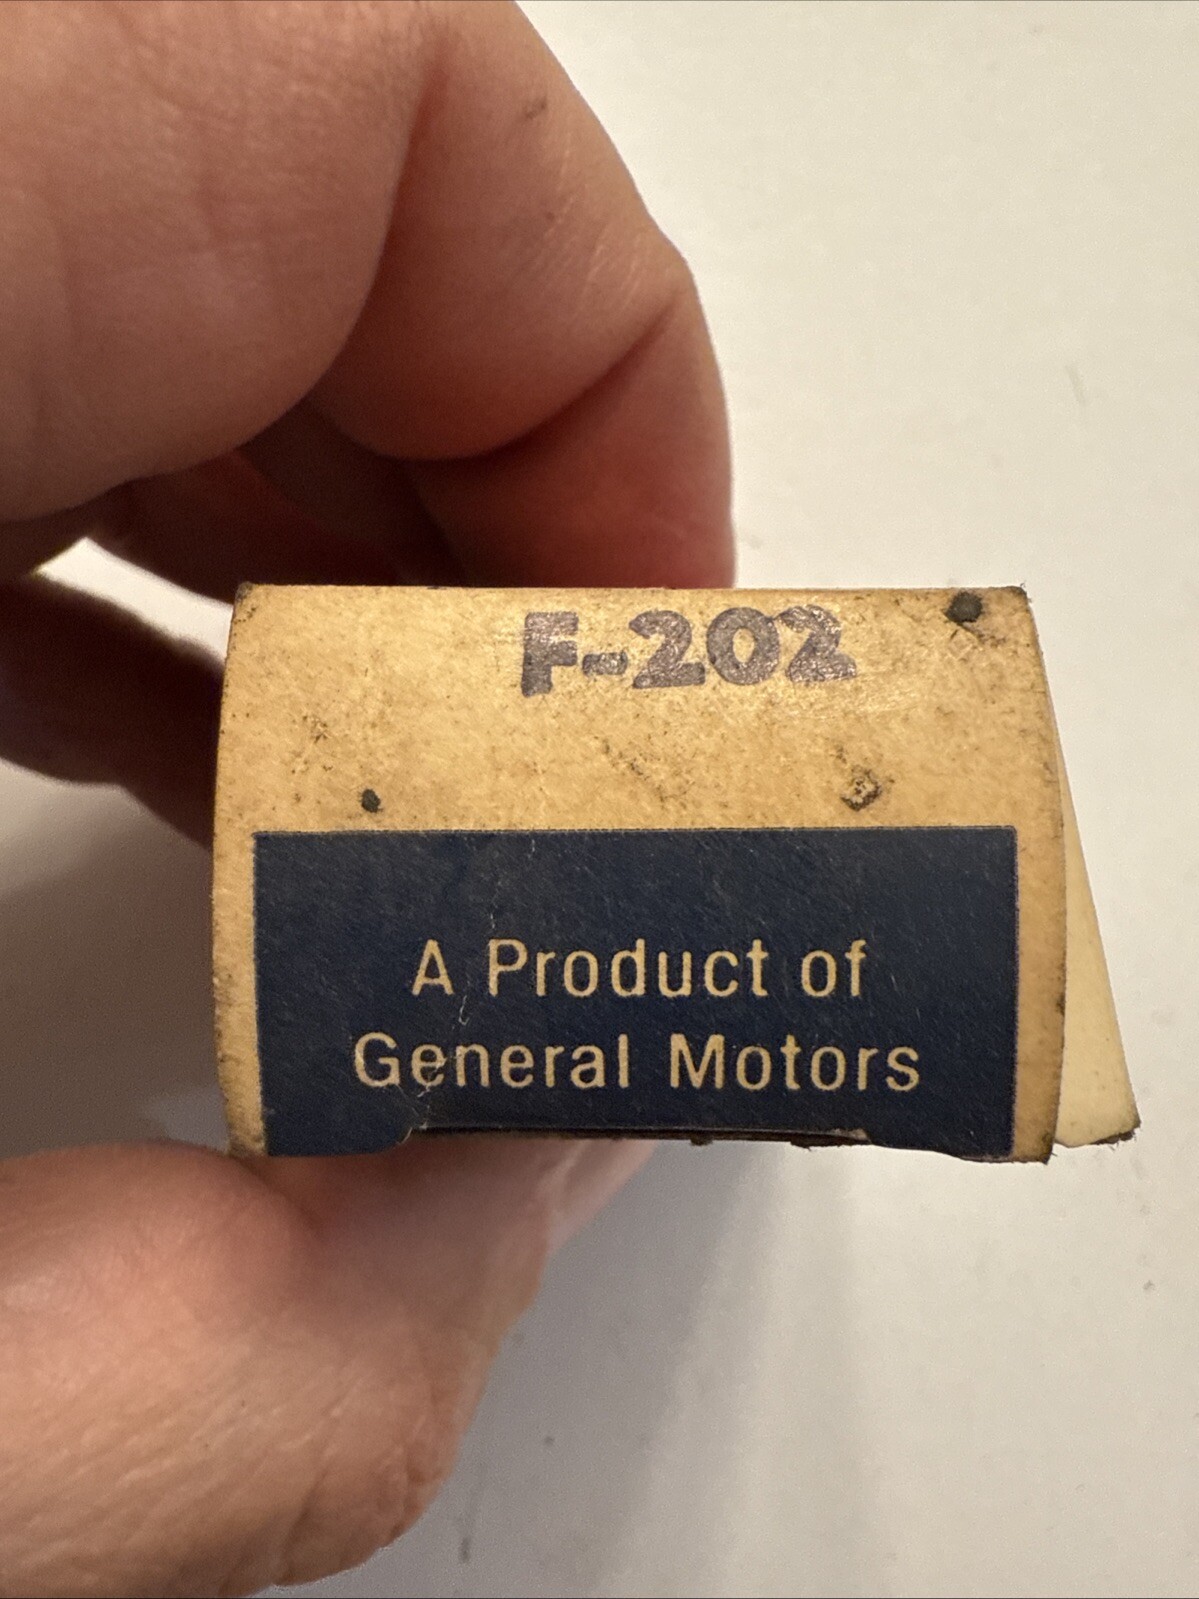 F-202
A Product of
General Motors